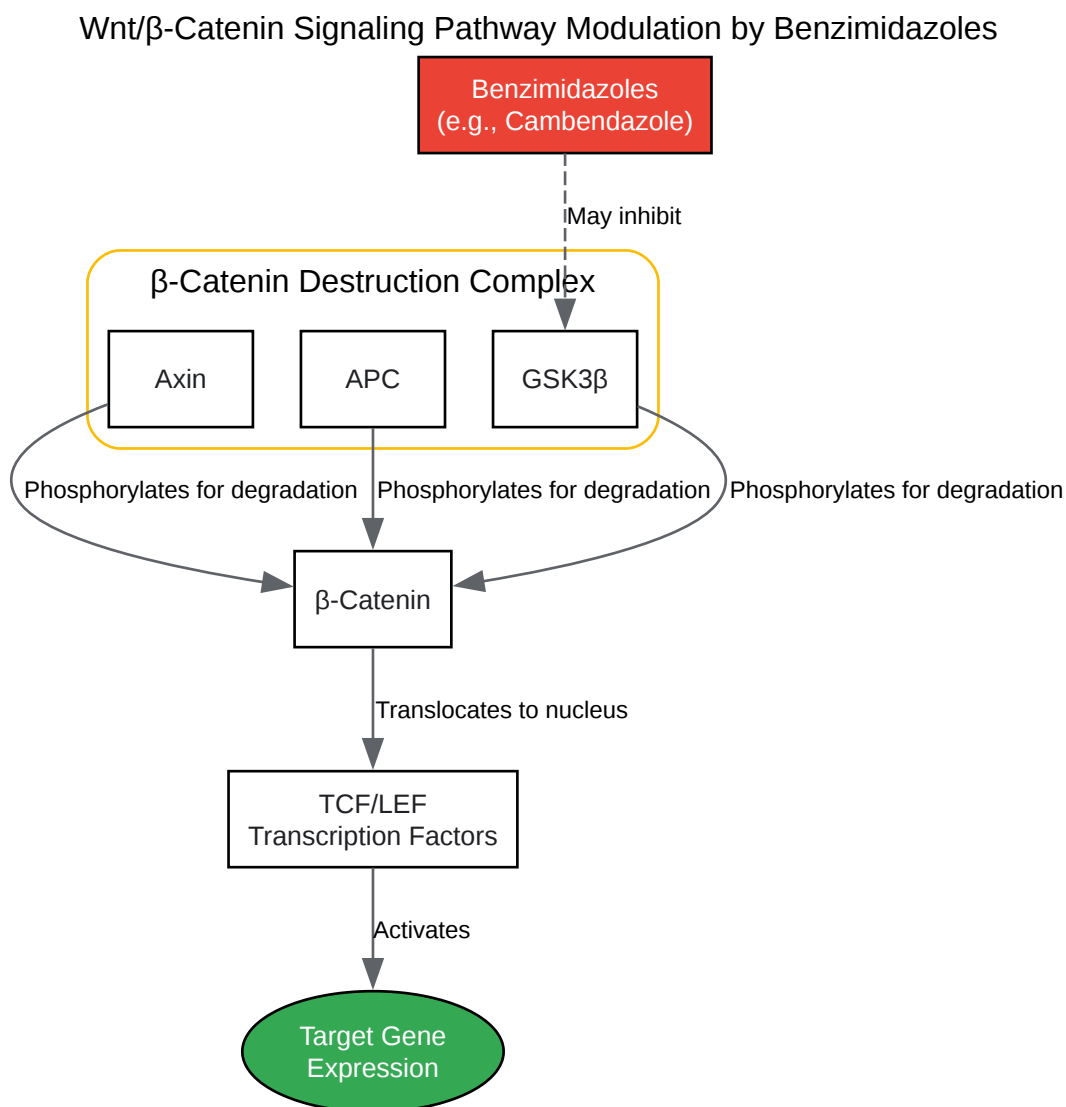 Wnt/β-Catenin Signaling Pathway Modulation by Benzimidazoles
Benzimidazoles
(e.g., Cambendazole)
May inhibit
β-Catenin Destruction Complex
Axin
APC
GSK3β
Phosphorylates for degradation
Phosphorylates for degradation
Phosphorylates for degradation
β-Catenin
Translocates to nucleus
TCF/LEF
Transcription Factors
Activates
Target Gene
Expression